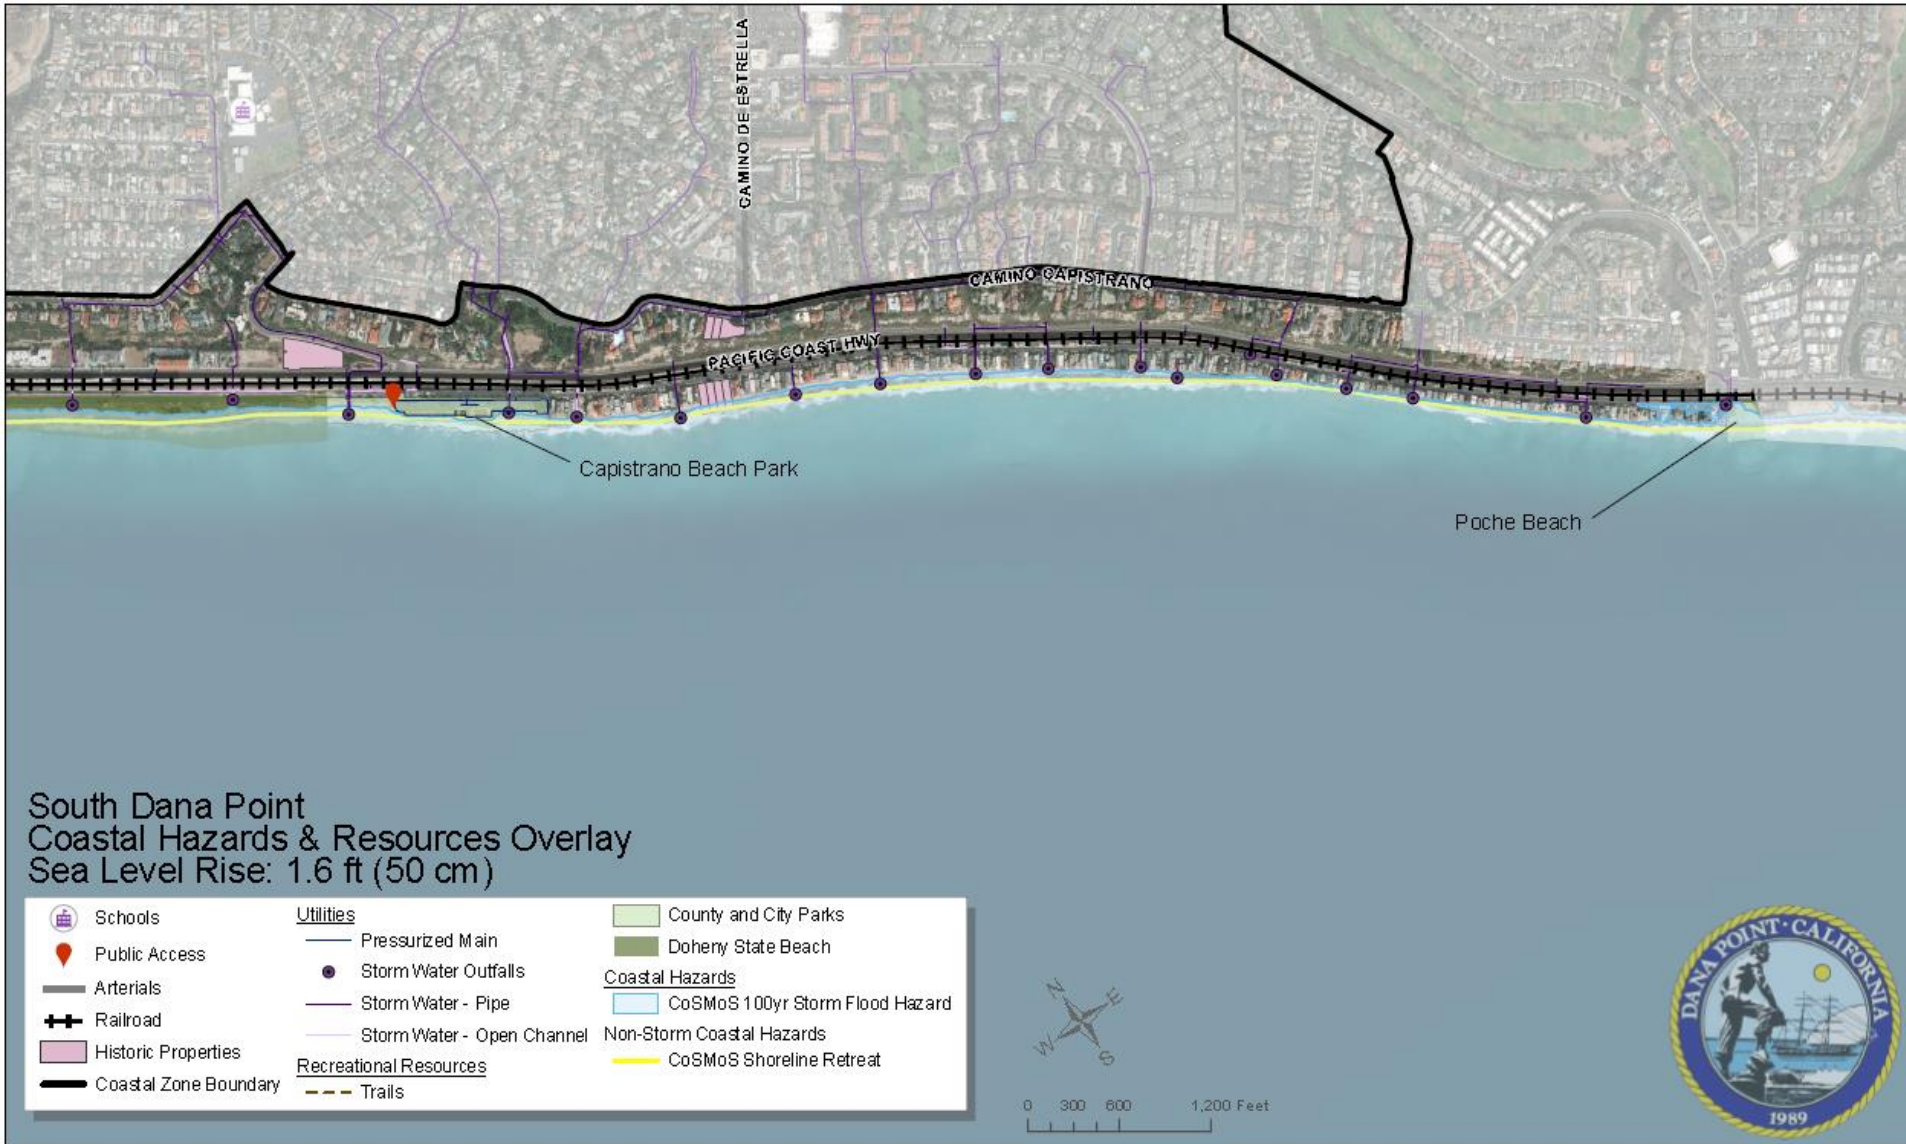 CAMINO DE ESTRELLA
CAMINO CAPISTRANO
PACIFIC COAST HWY
Capistrano Beach Park
Poche Beach
South Dana Point
Coastal Hazards & Resources Overlay
Sea Level Rise: 1.6 ft (50 cm)
Schools
Public Access
Arterials
Railroad
Historic Properties
Coastal Zone Boundary
Utilities
Pressurized Main
Storm Water Outfalls
Storm Water - Pipe
Storm Water - Open Channel
Recreational Resources
Trails
County and City Parks
Doheny State Beach
Coastal Hazards
CoSMoS 100yr Storm Flood Hazard
Non-Storm Coastal Hazards
CoSMoS Shoreline Retreat
N
E
W
S
0 300 600 1,200 Feet
DANA POINT · CALIFORNIA
1989